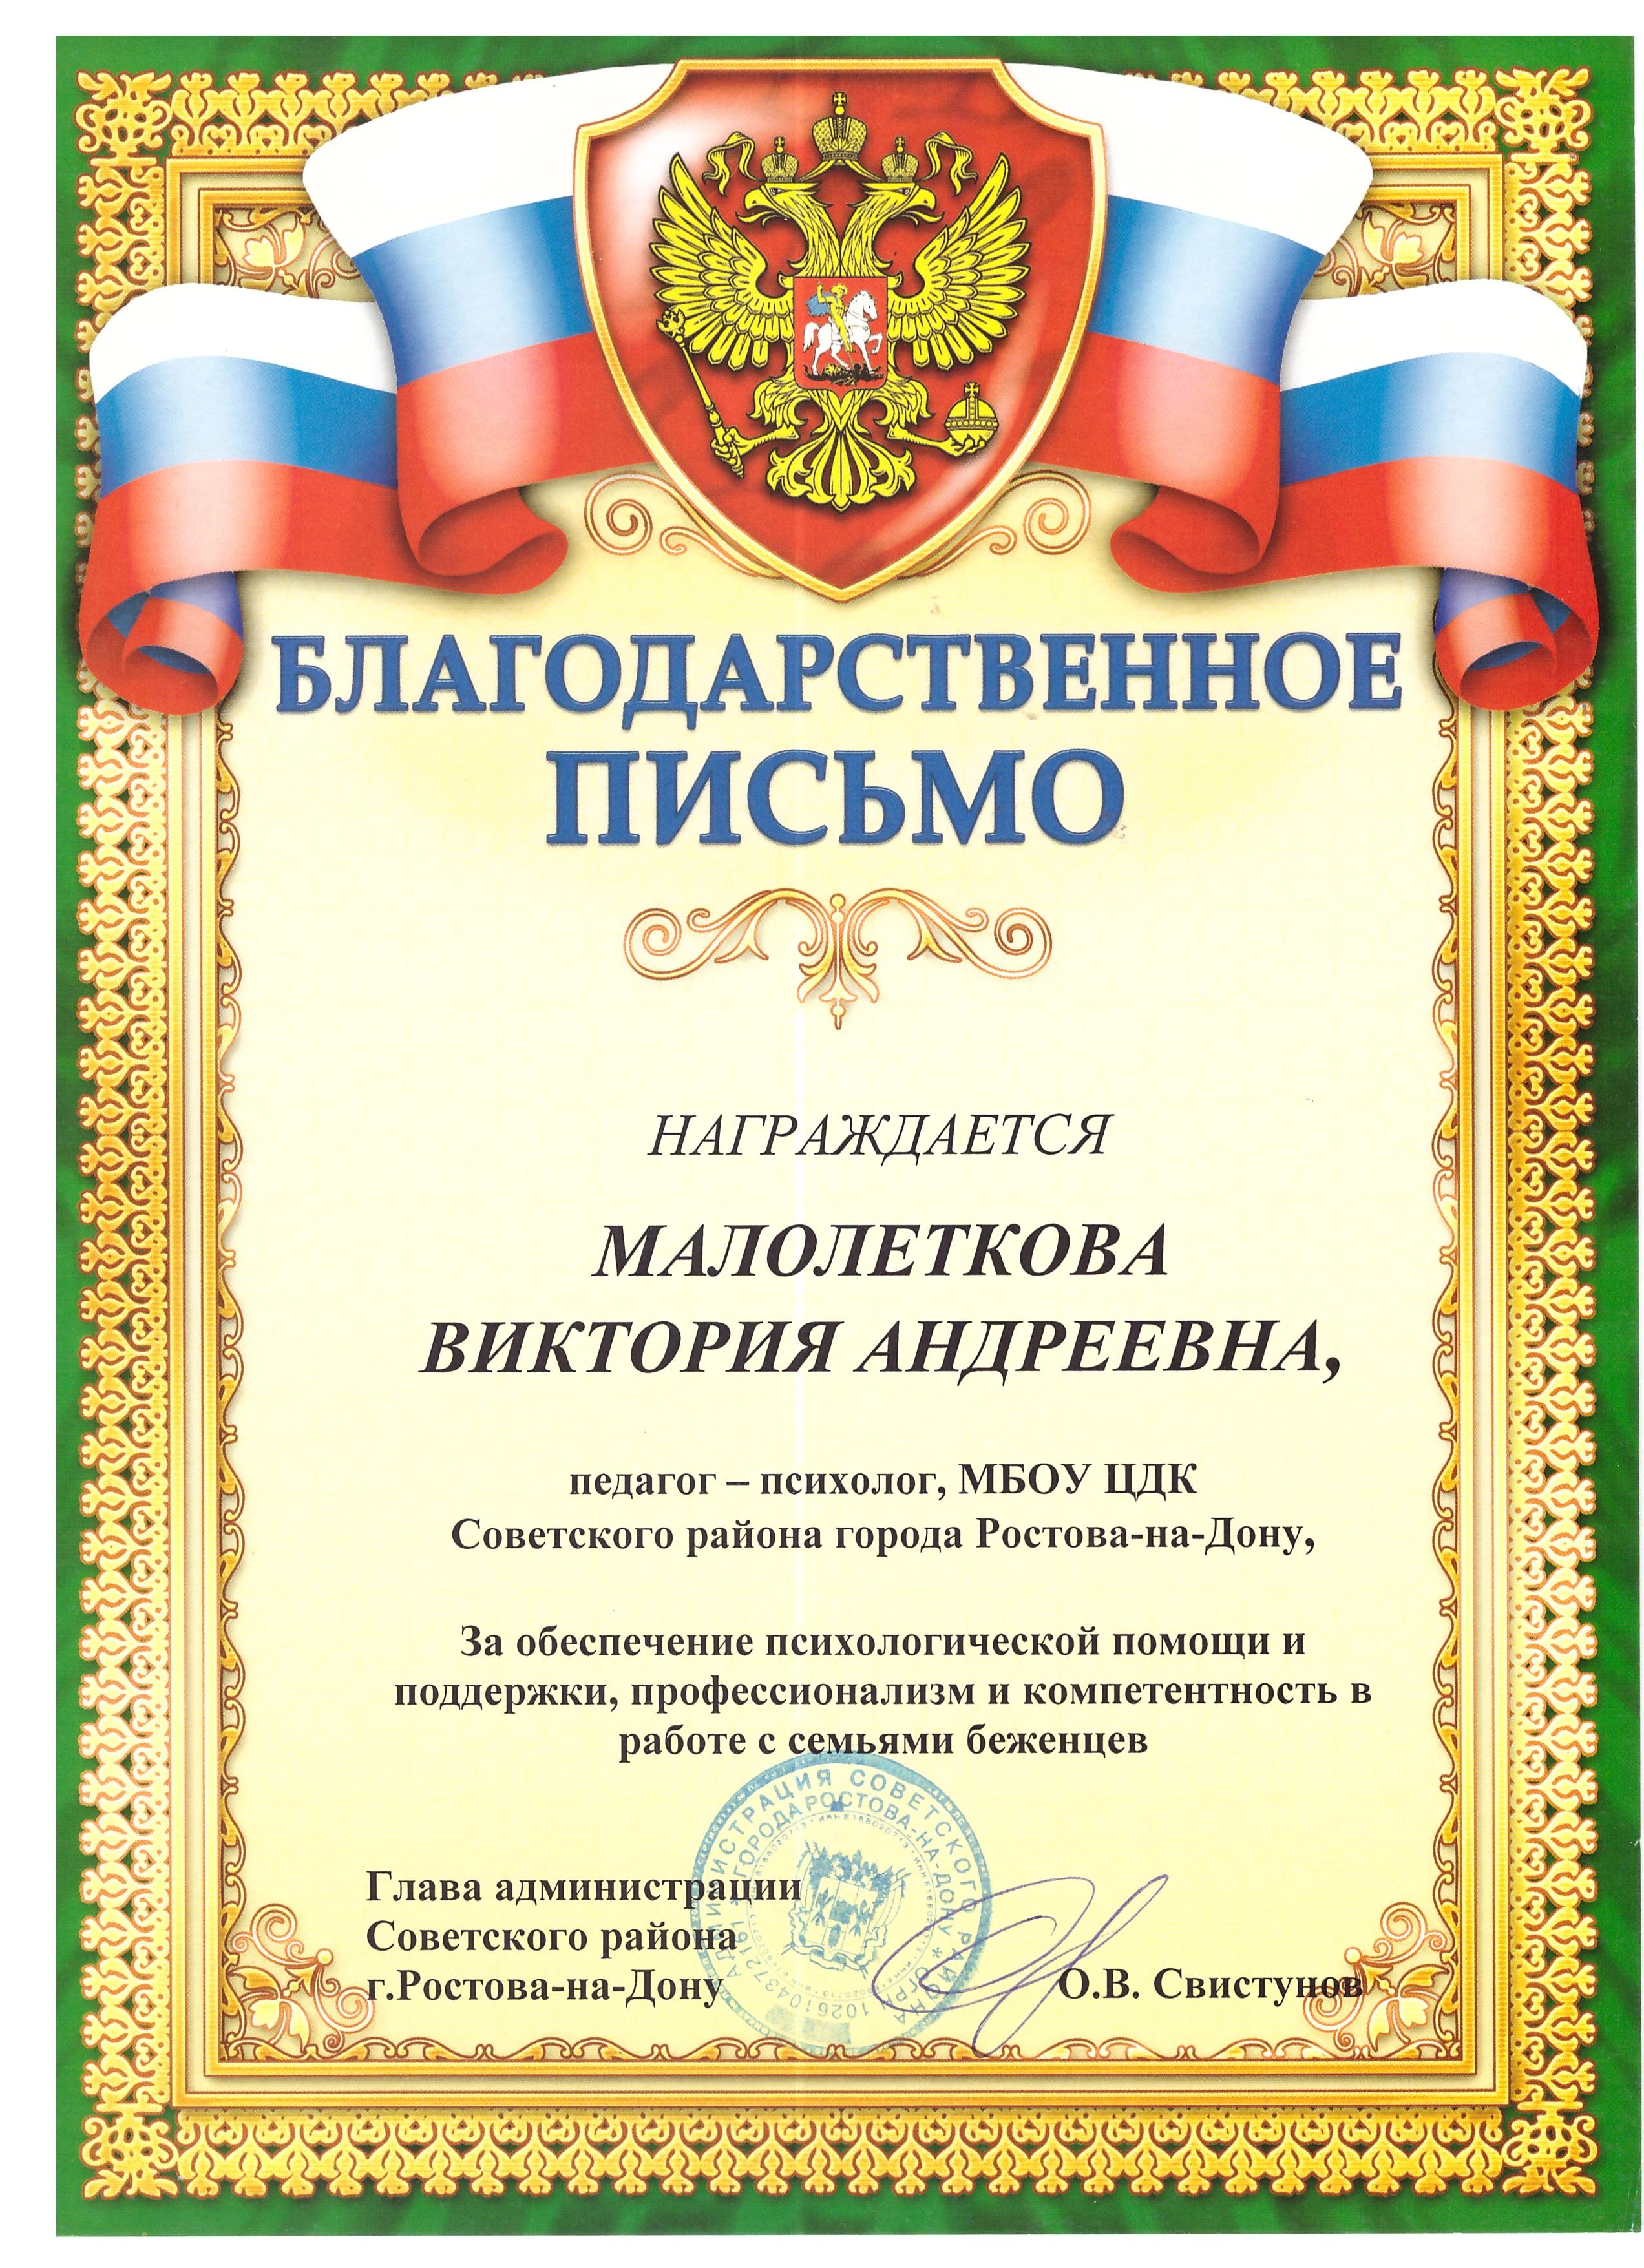 БЛАГОДАРСТВЕННОЕ
ПИСЬМО
НАГРАЖДАЕТСЯ
МАЛОЛЕТКОВА
ВИКТОРИЯ АНДРЕЕВНА,
педагог – психолог, МБОУ ЦДК
Советского района города Ростова-на-Дону,
За обеспечение психологической помощи и
поддержки, профессионализм и компетентность в
работе с семьями беженцев
АДМИНИСТРАЦИЯ СОВЕТСКОГО РАЙОНА
ГОРОДА РОСТОВА-НА-ДОНУ * ОГРН
Глава администрации
Советского района
г.Ростова-на-Дону
О.В. Свистунов